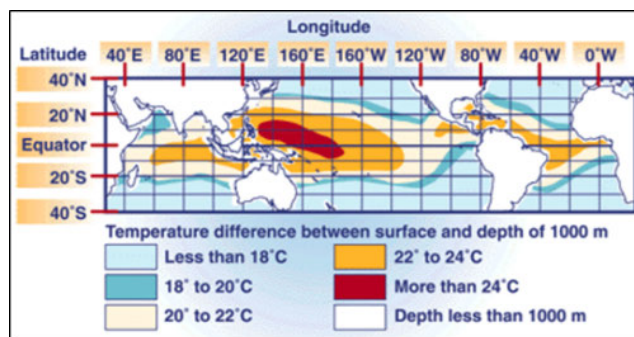 Longitude
Latitude 40°E 80°E 120°E 160°E 160°W 120°W 80°W 40°W 0°W
40°N
20°N
Equator
20°S
40°S
Temperature difference between surface and depth of 1000 m
Less than 18°C 22° to 24°C
18° to 20°C More than 24°C
20° to 22°C Depth less than 1000 m